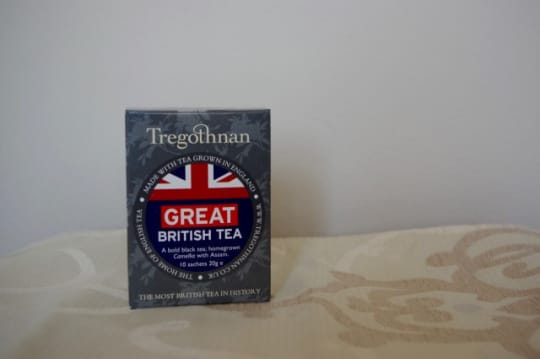 Tregothnan
MADE WITH TEA GROWN IN ENGLAND
WWW.TREGOTHNAN.CO.UK
THE HOME OF ENGLISH TEA
GREAT
BRITISH TEA
A bold black tea; homegrown
Camellia with Assam.
10 sachets 20g e
THE MOST BRITISH TEA IN HISTORY